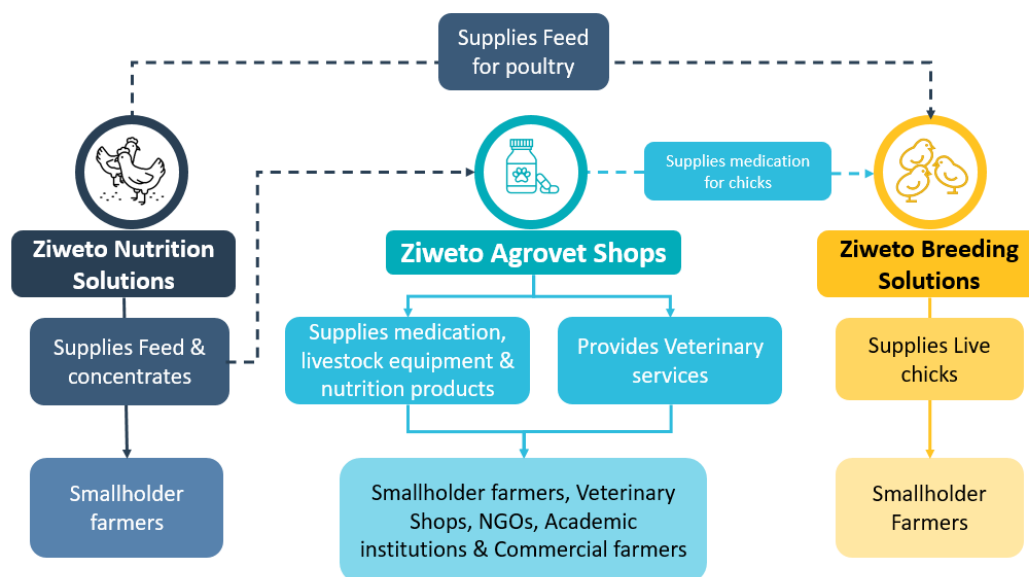 Supplies Feed
for poultry
Supplies medication
for chicks
Ziweto Nutrition
Solutions
Ziweto Agrovet Shops
Ziweto Breeding
Solutions
Supplies Feed &
concentrates
Supplies medication,
livestock equipment &
nutrition products
Provides Veterinary
services
Supplies Live
chicks
Smallholder
farmers
Smallholder farmers, Veterinary
Shops, NGOs, Academic
institutions & Commercial farmers
Smallholder
Farmers